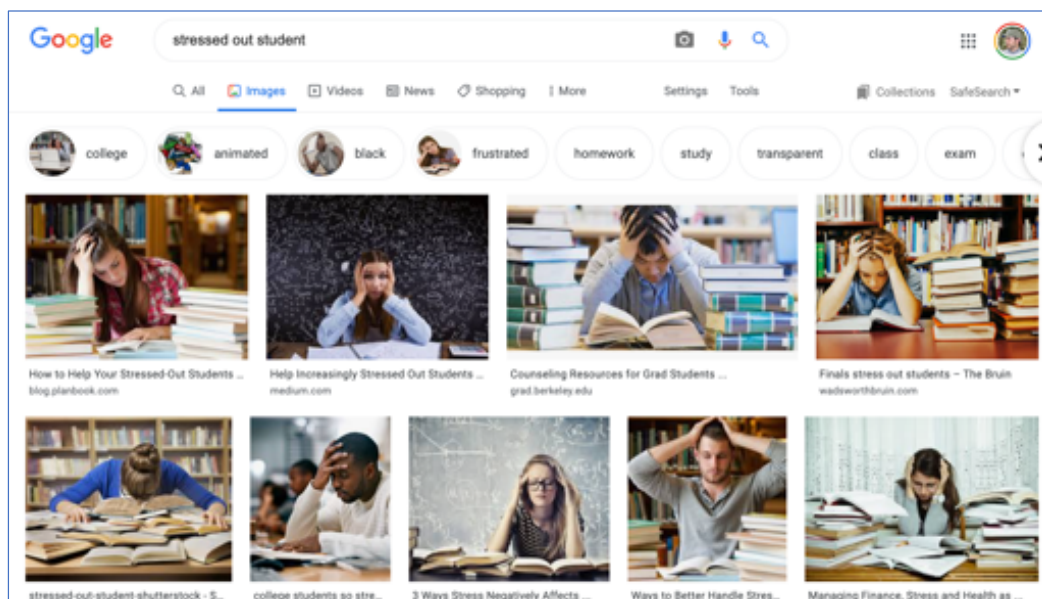 Google
stressed out student
All Images Videos News Shopping More Settings Tools Collections SafeSearch
college animated black frustrated homework study transparent class exam
How to Help Your Stressed-Out Students ... Help Increasingly Stressed Out Students ... Counseling Resources for Grad Students ... Finals stress out students – The Bruin
blog.planbook.com medium.com grad.berkeley.edu wadsworthbruin.com
stressed-out-student-shutterstock - S... college students so stre... 3 Ways Stress Negatively Affects ... Ways to Better Handle Stres... Managing Finance, Stress and Health as ...